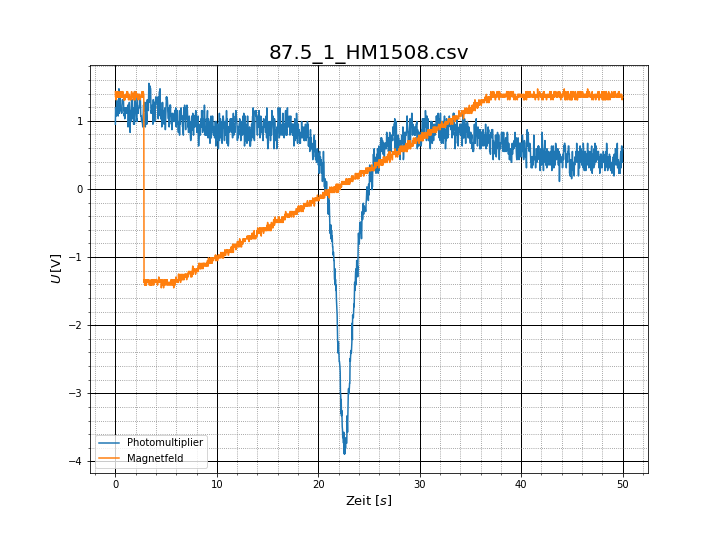 87.5_1_HM1508.csv
U[V]
1
0
−1
−2
−3
−4
Photomultiplier
Magnetfeld
0 10 20 30 40 50
Zeit [s]